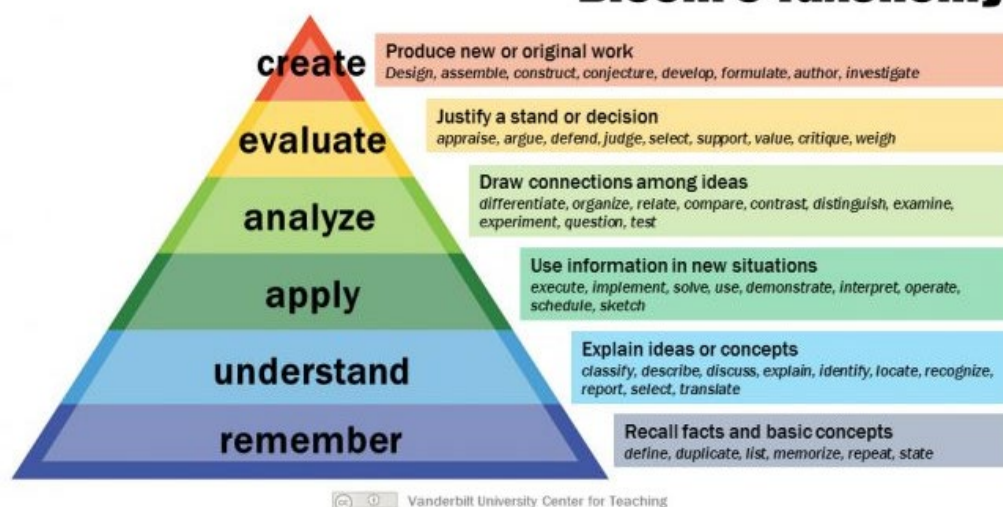 create
Produce new or original work
Design, assemble, construct, conjecture, develop, formulate, author, investigate
evaluate
Justify a stand or decision
appraise, argue, defend, judge, select, support, value, critique, weigh
analyze
Draw connections among ideas
differentiate, organize, relate, compare, contrast, distinguish, examine,
experiment, question, test
apply
Use information in new situations
execute, implement, solve, use, demonstrate, interpret, operate,
schedule, sketch
understand
Explain ideas or concepts
classify, describe, discuss, explain, identify, locate, recognize,
report, select, translate
remember
Recall facts and basic concepts
define, duplicate, list, memorize, repeat, state
cc
Vanderbilt University Center for Teaching